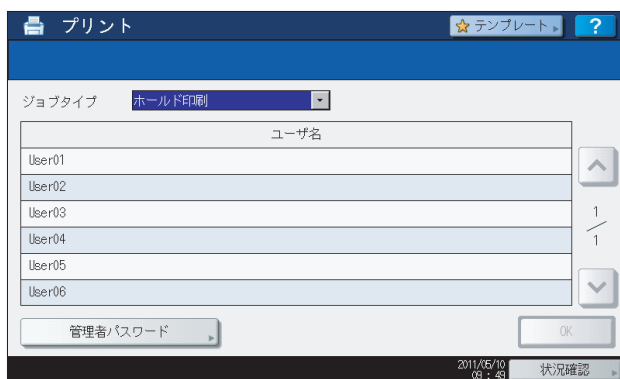 プリント
テンプレート
?
ジョブタイプ
ホールド印刷
ユーザ名
User01
User02
User03
User04
User05
User06
1
1
管理者パスワード
OK
2011/05/10
09 : 49
状況確認